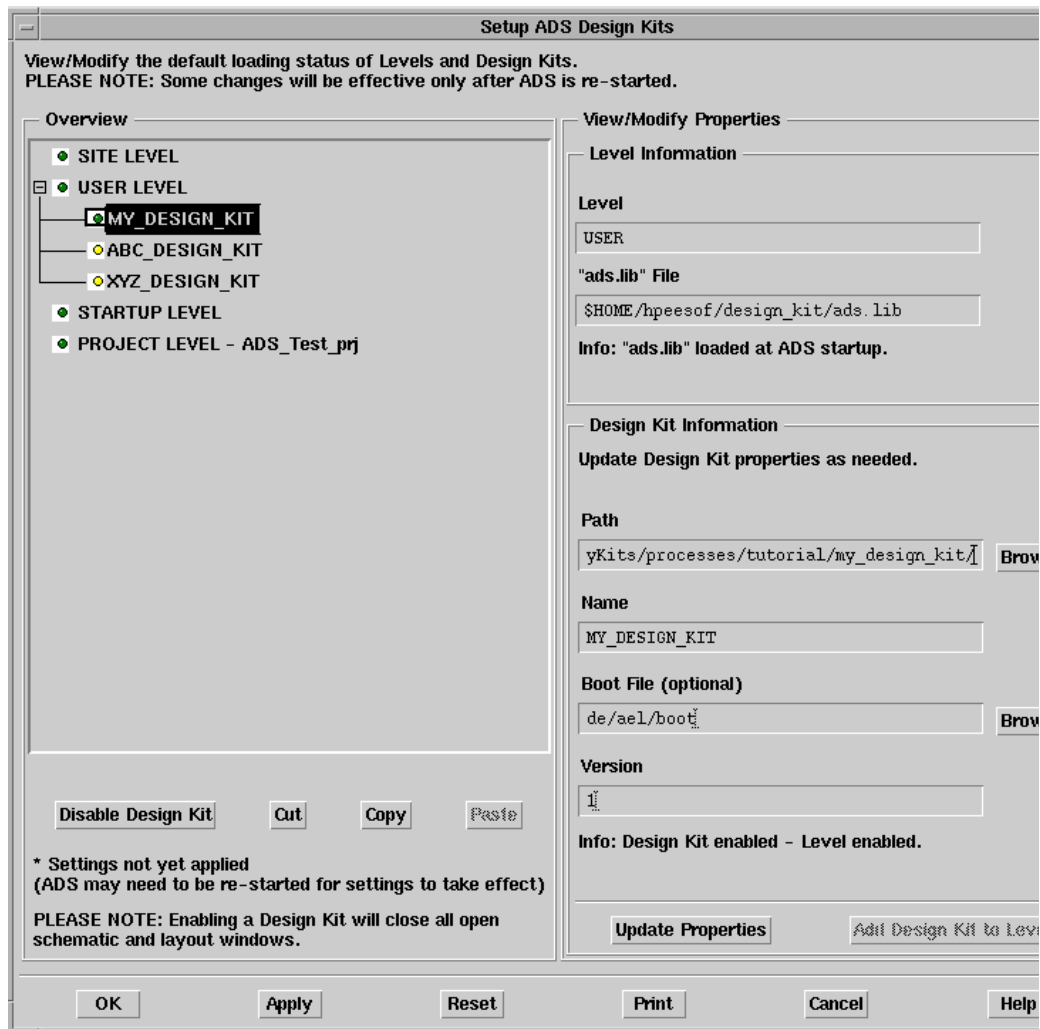 Setup ADS Design Kits
View/Modify the default loading status of Levels and Design Kits.
PLEASE NOTE: Some changes will be effective only after ADS is re-started.
Overview
SITE LEVEL
USER LEVEL
MY_DESIGN_KIT
ABC_DESIGN_KIT
XYZ_DESIGN_KIT
STARTUP LEVEL
PROJECT LEVEL - ADS_Test_prj
Disable Design Kit
Cut
Copy
Paste
* Settings not yet applied
(ADS may need to be re-started for settings to take effect)
PLEASE NOTE: Enabling a Design Kit will close all open
schematic and layout windows.
View/Modify Properties
Level Information
Level
USER
"ads.lib" File
$HOME/hpeesof/design_kit/ads.lib
Info: "ads.lib" loaded at ADS startup.
Design Kit Information
Update Design Kit properties as needed.
Path
yKits/processes/tutorial/my_design_kit/
Brow
Name
MY_DESIGN_KIT
Boot File (optional)
de/ael/boot
Brow
Version
1
Info: Design Kit enabled - Level enabled.
Update Properties
Add Design Kit to Leve
OK
Apply
Reset
Print
Cancel
Help